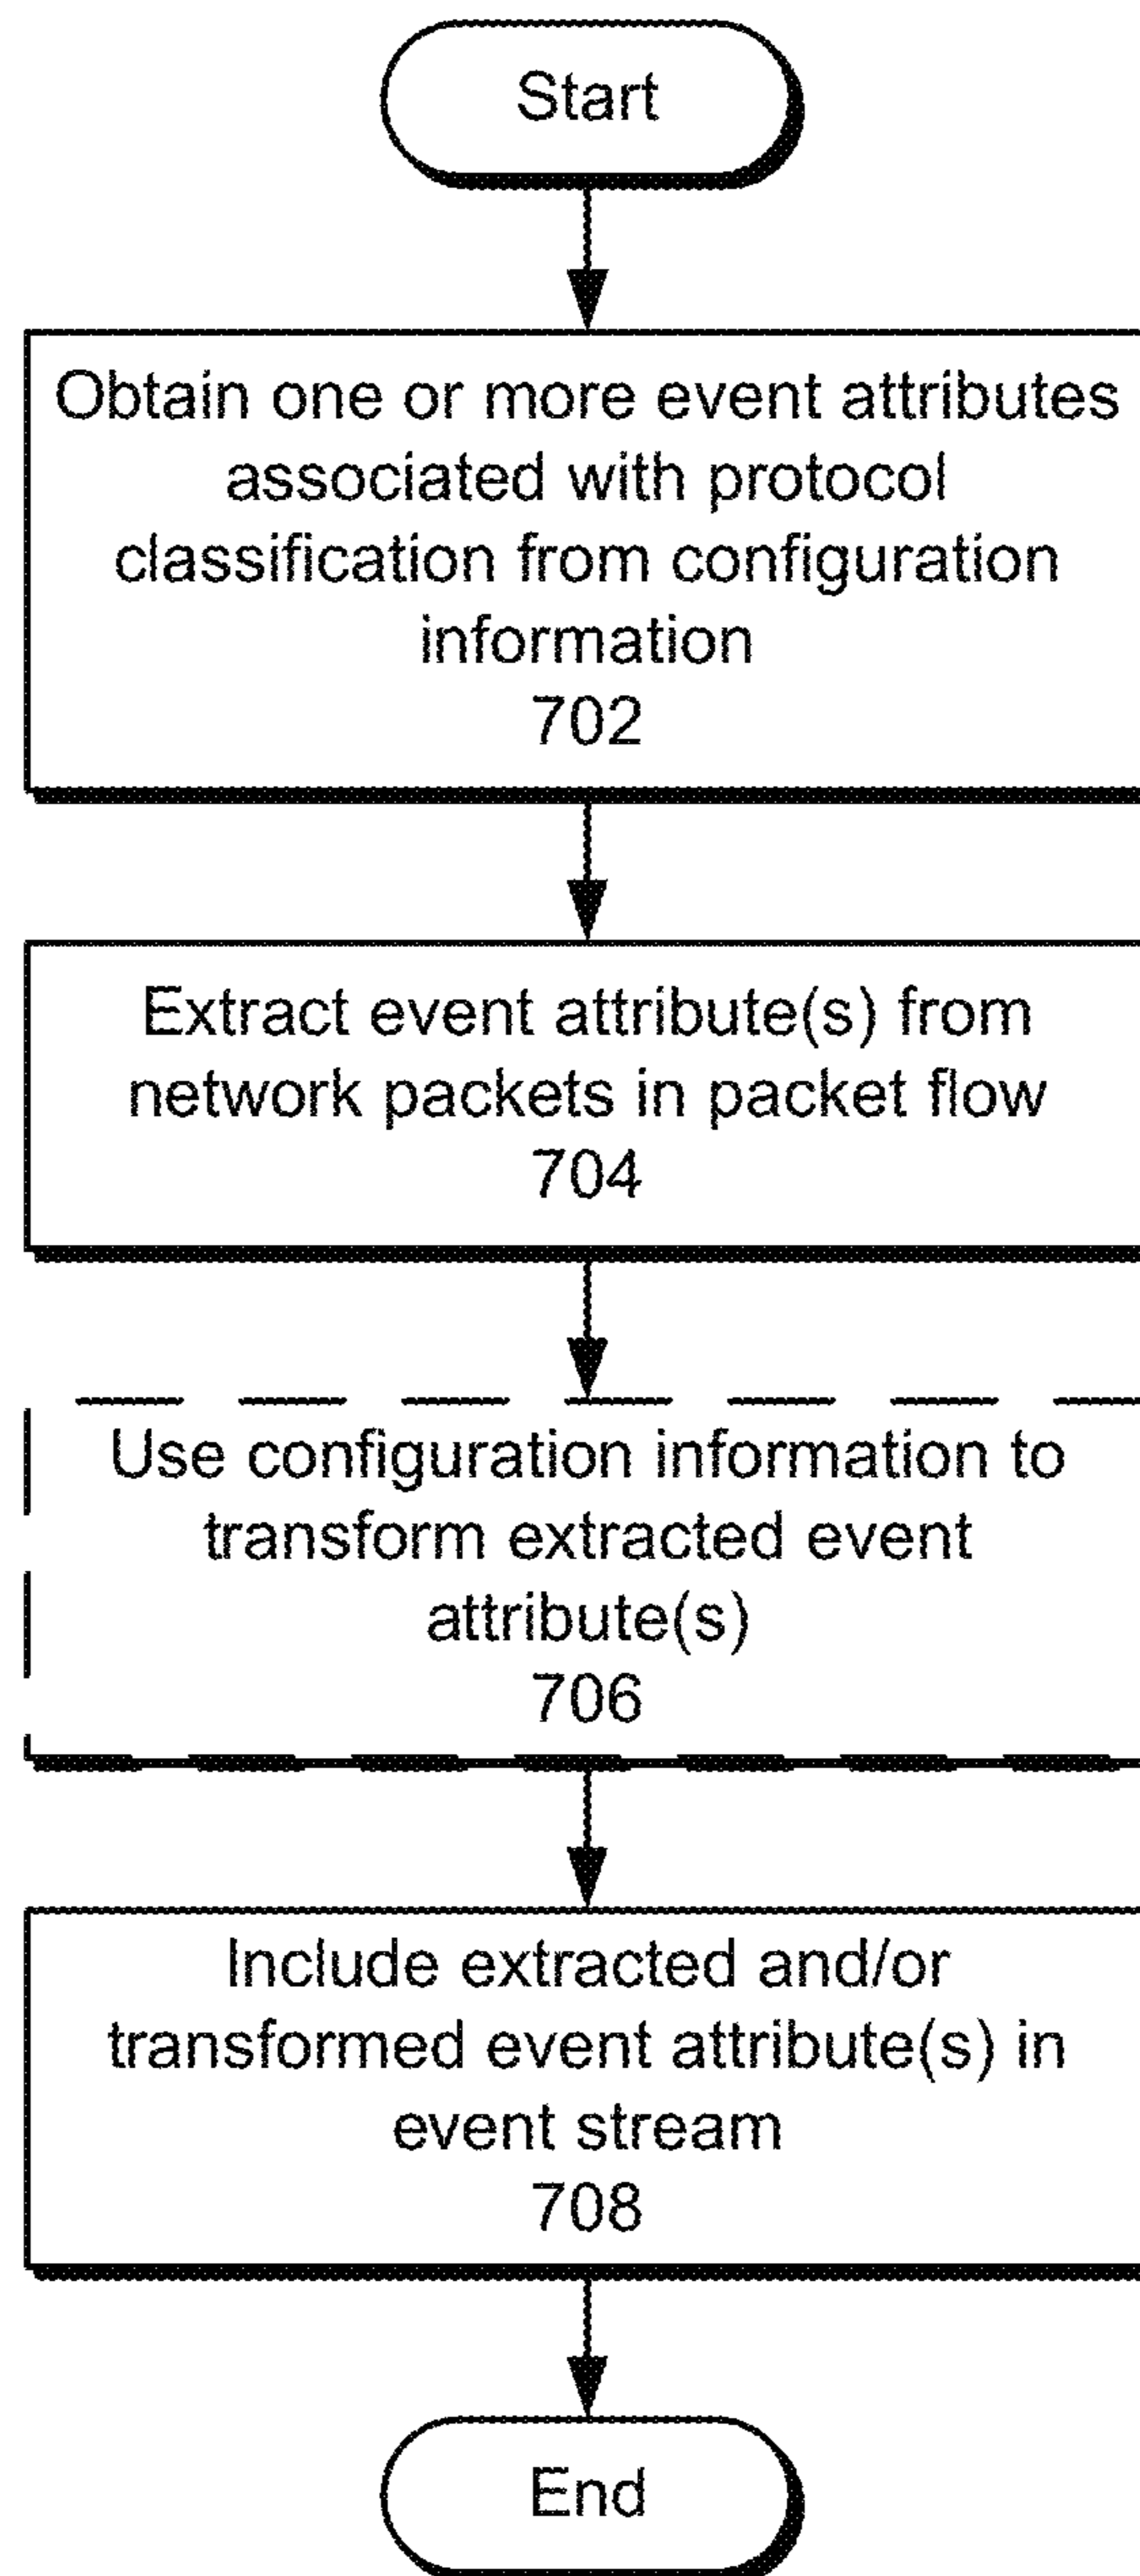 Start
Obtain one or more event attributes
associated with protocol
classification from configuration
information
702
Extract event attribute(s) from
network packets in packet flow
704
Use configuration information to
transform extracted event
attribute(s)
706
Include extracted and/or
transformed event attribute(s) in
event stream
708
End